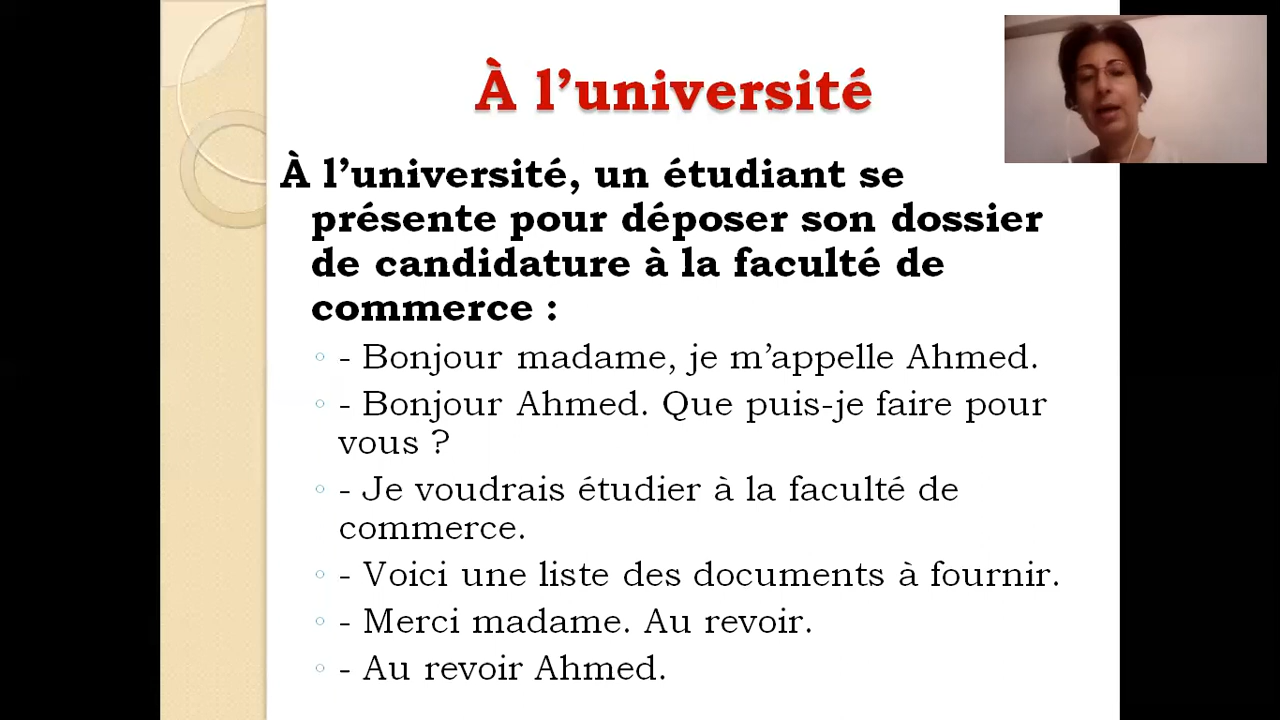 À l’université
À l’université, un étudiant se
présente pour déposer son dossier
de candidature à la faculté de
commerce :
- Bonjour madame, je m’appelle Ahmed.
- Bonjour Ahmed. Que puis-je faire pour
vous ?
- Je voudrais étudier à la faculté de
commerce.
- Voici une liste des documents à fournir.
- Merci madame. Au revoir.
- Au revoir Ahmed.